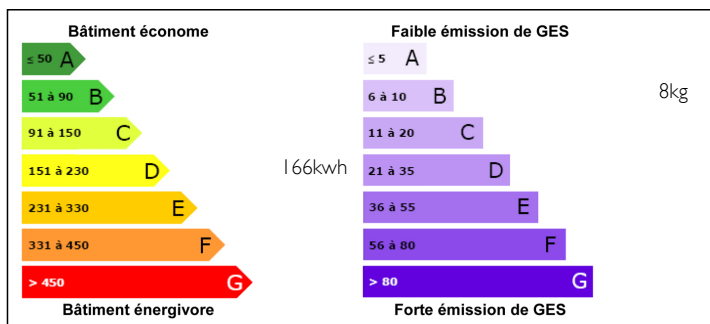 Bâtiment économe
≤ 50 A
51 à 90 B
91 à 150 C
151 à 230 D
166kwh
231 à 330 E
331 à 450 F
> 450 G
Bâtiment énergivore
Faible émission de GES
≤ 5 A
6 à 10 B
8kg
11 à 20 C
21 à 35 D
36 à 55 E
56 à 80 F
> 80 G
Forte émission de GES